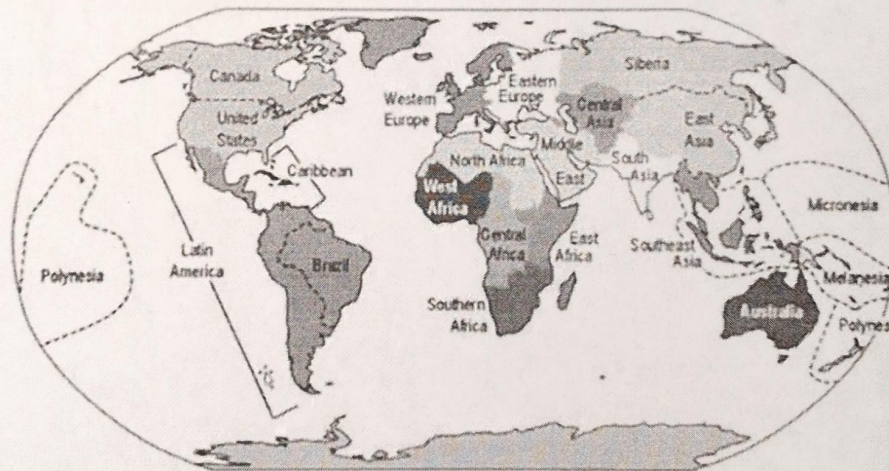 Canada
Siberia
Western
Europe
Eastern
Europe
Central
Asia
United
States
East
Asia
Middle
East
North Africa
South
Asia
Caribbean
West
Africa
Micronesia
Latin
America
Polynesia
Brazil
Central
Africa
East
Africa
Southeast
Asia
Melanesia
Southern
Africa
Australia
Polynes